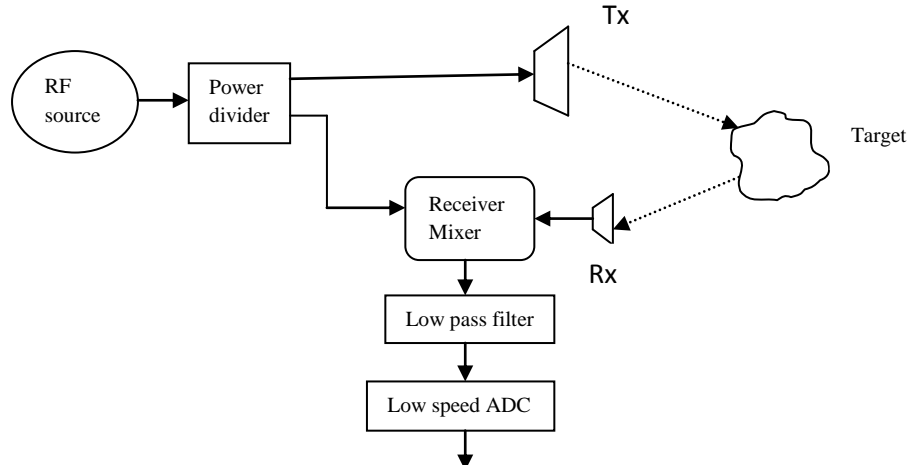 Tx
RF
source
Power
divider
Target
Receiver
Mixer
Rx
Low pass filter
Low speed ADC